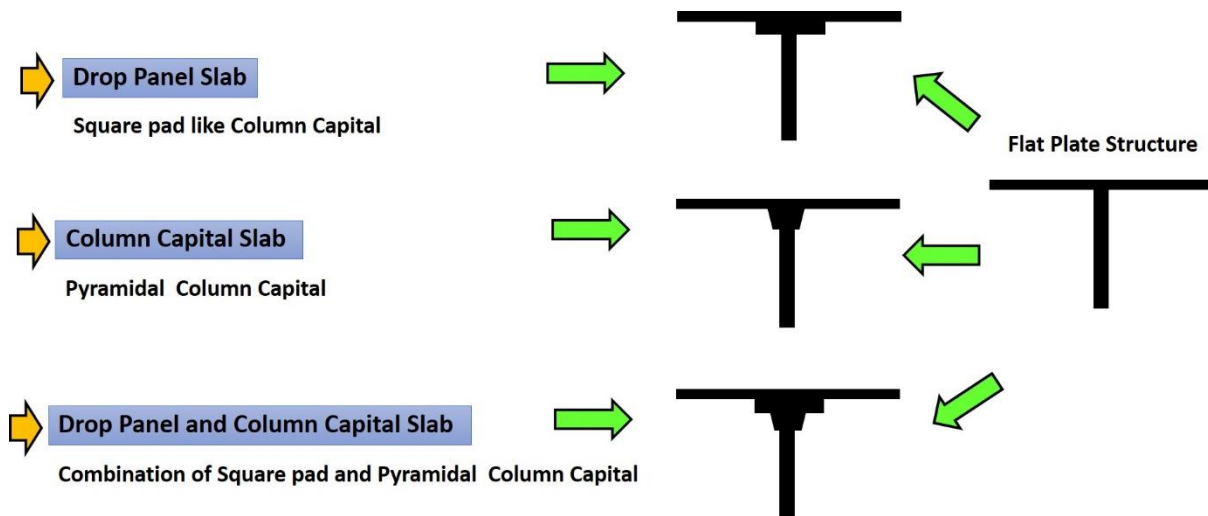 Drop Panel Slab
Square pad like Column Capital
Flat Plate Structure
Column Capital Slab
Pyramidal Column Capital
Drop Panel and Column Capital Slab
Combination of Square pad and Pyramidal Column Capital